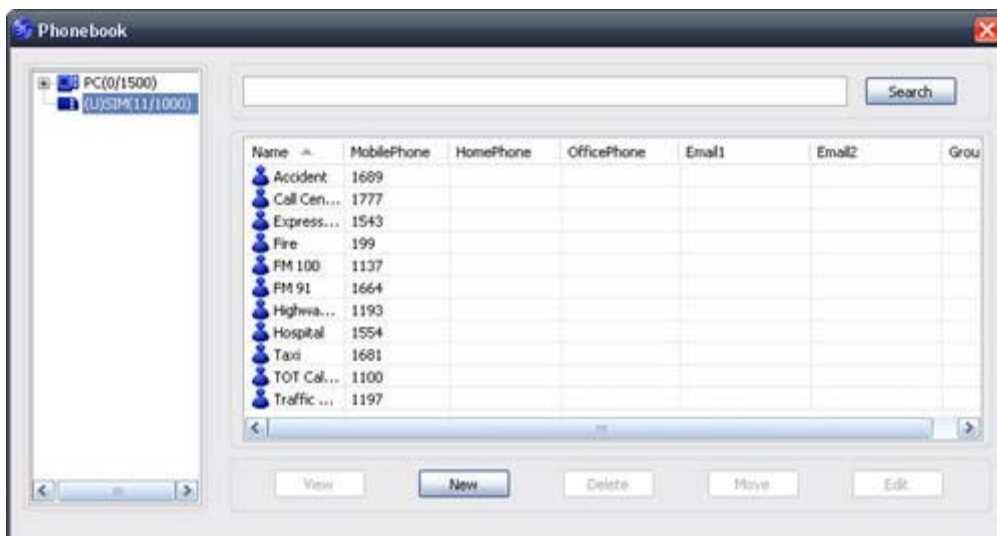 Phonebook
PC(0/1500)
(U)SIM(11/1000)
Search
Name MobilePhone HomePhone OfficePhone Email1 Email2 Grou
Accident 1689
Call Cen... 1777
Express... 1543
Fire 199
FM 100 1137
FM 91 1664
Highwa... 1193
Hospital 1554
Taxi 1681
TOT Cal... 1100
Traffic ... 1197
View New Delete Move Edit